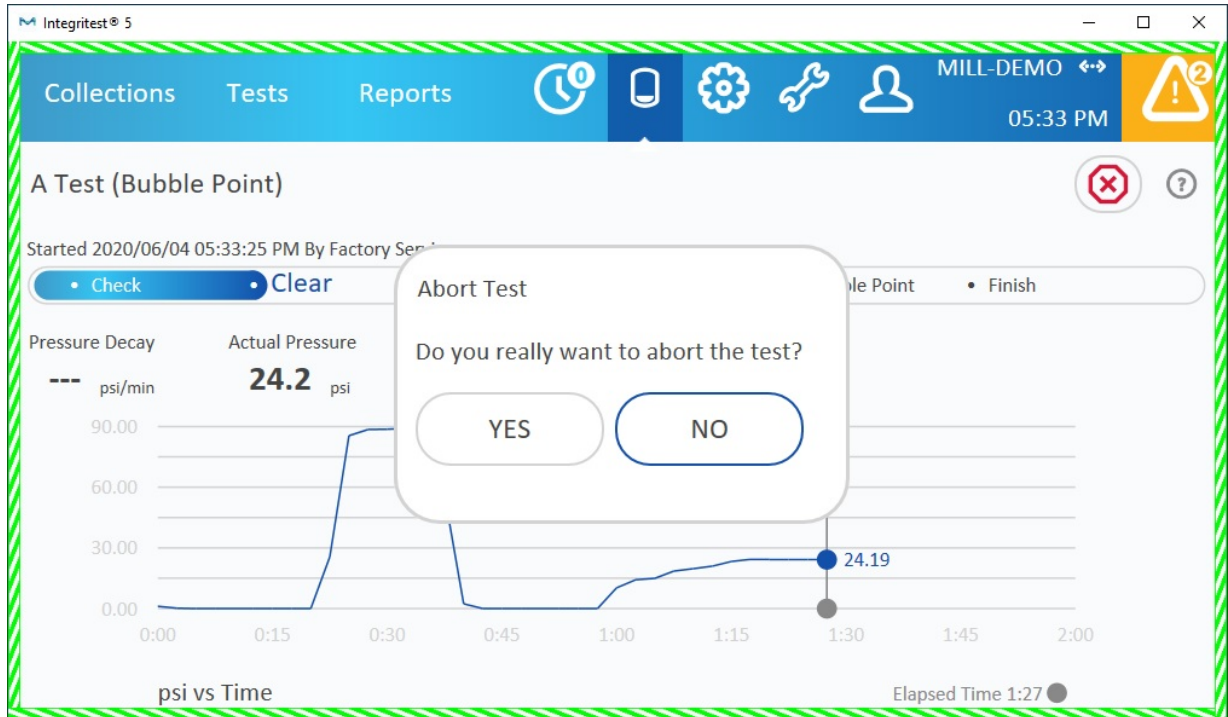 Integritest® 5
Collections Tests Reports 0 MILL-DEMO 2
05:33 PM
A Test (Bubble Point)
Started 2020/06/04 05:33:25 PM By Factory
• Check • Clear Point • Finish
Abort Test
Do you really want to abort the test?
YES NO
Pressure Decay Actual Pressure
--- psi/min 24.2 psi
90.00
60.00
30.00
0.00
24.19
0:00 0:15 0:30 0:45 1:00 1:15 1:30 1:45 2:00
psi vs Time Elapsed Time 1:27